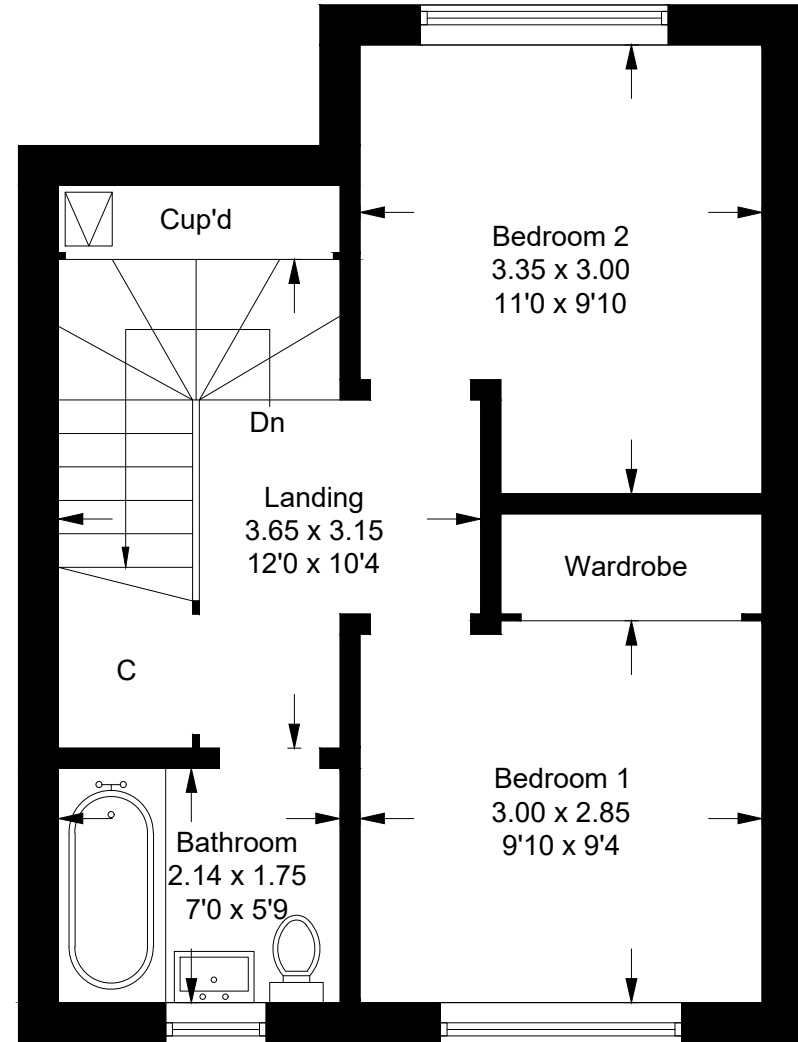 Cup'd
Bedroom 2
3.35 x 3.00
11'0 x 9'10
Dn
Landing
3.65 x 3.15
12'0 x 10'4
Wardrobe
C
Bedroom 1
3.00 x 2.85
9'10 x 9'4
Bathroom
2.14 x 1.75
7'0 x 5'9